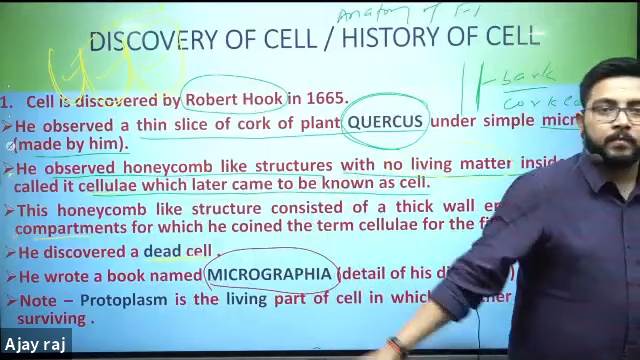 Anatomy of
DISCOVERY OF CELL / HISTORY OF CELL
bark
cork
1. Cell is discovered by Robert Hook in 1665.
➤He observed a thin slice of cork of plant QUERCUS under simple
(made by him).
➤He observed honeycomb like structures with no living matter
called it cellulae which later came to be known as cell.
➤This honeycomb like structure consisted of a thick wall
compartments for which he coined the term cellulae for the
➤He discovered a dead cell .
➤He wrote a book named MICROGRAPHIA (detail of his
➤Note – Protoplasm is the living part of cell in which
surviving .
Ajay raj